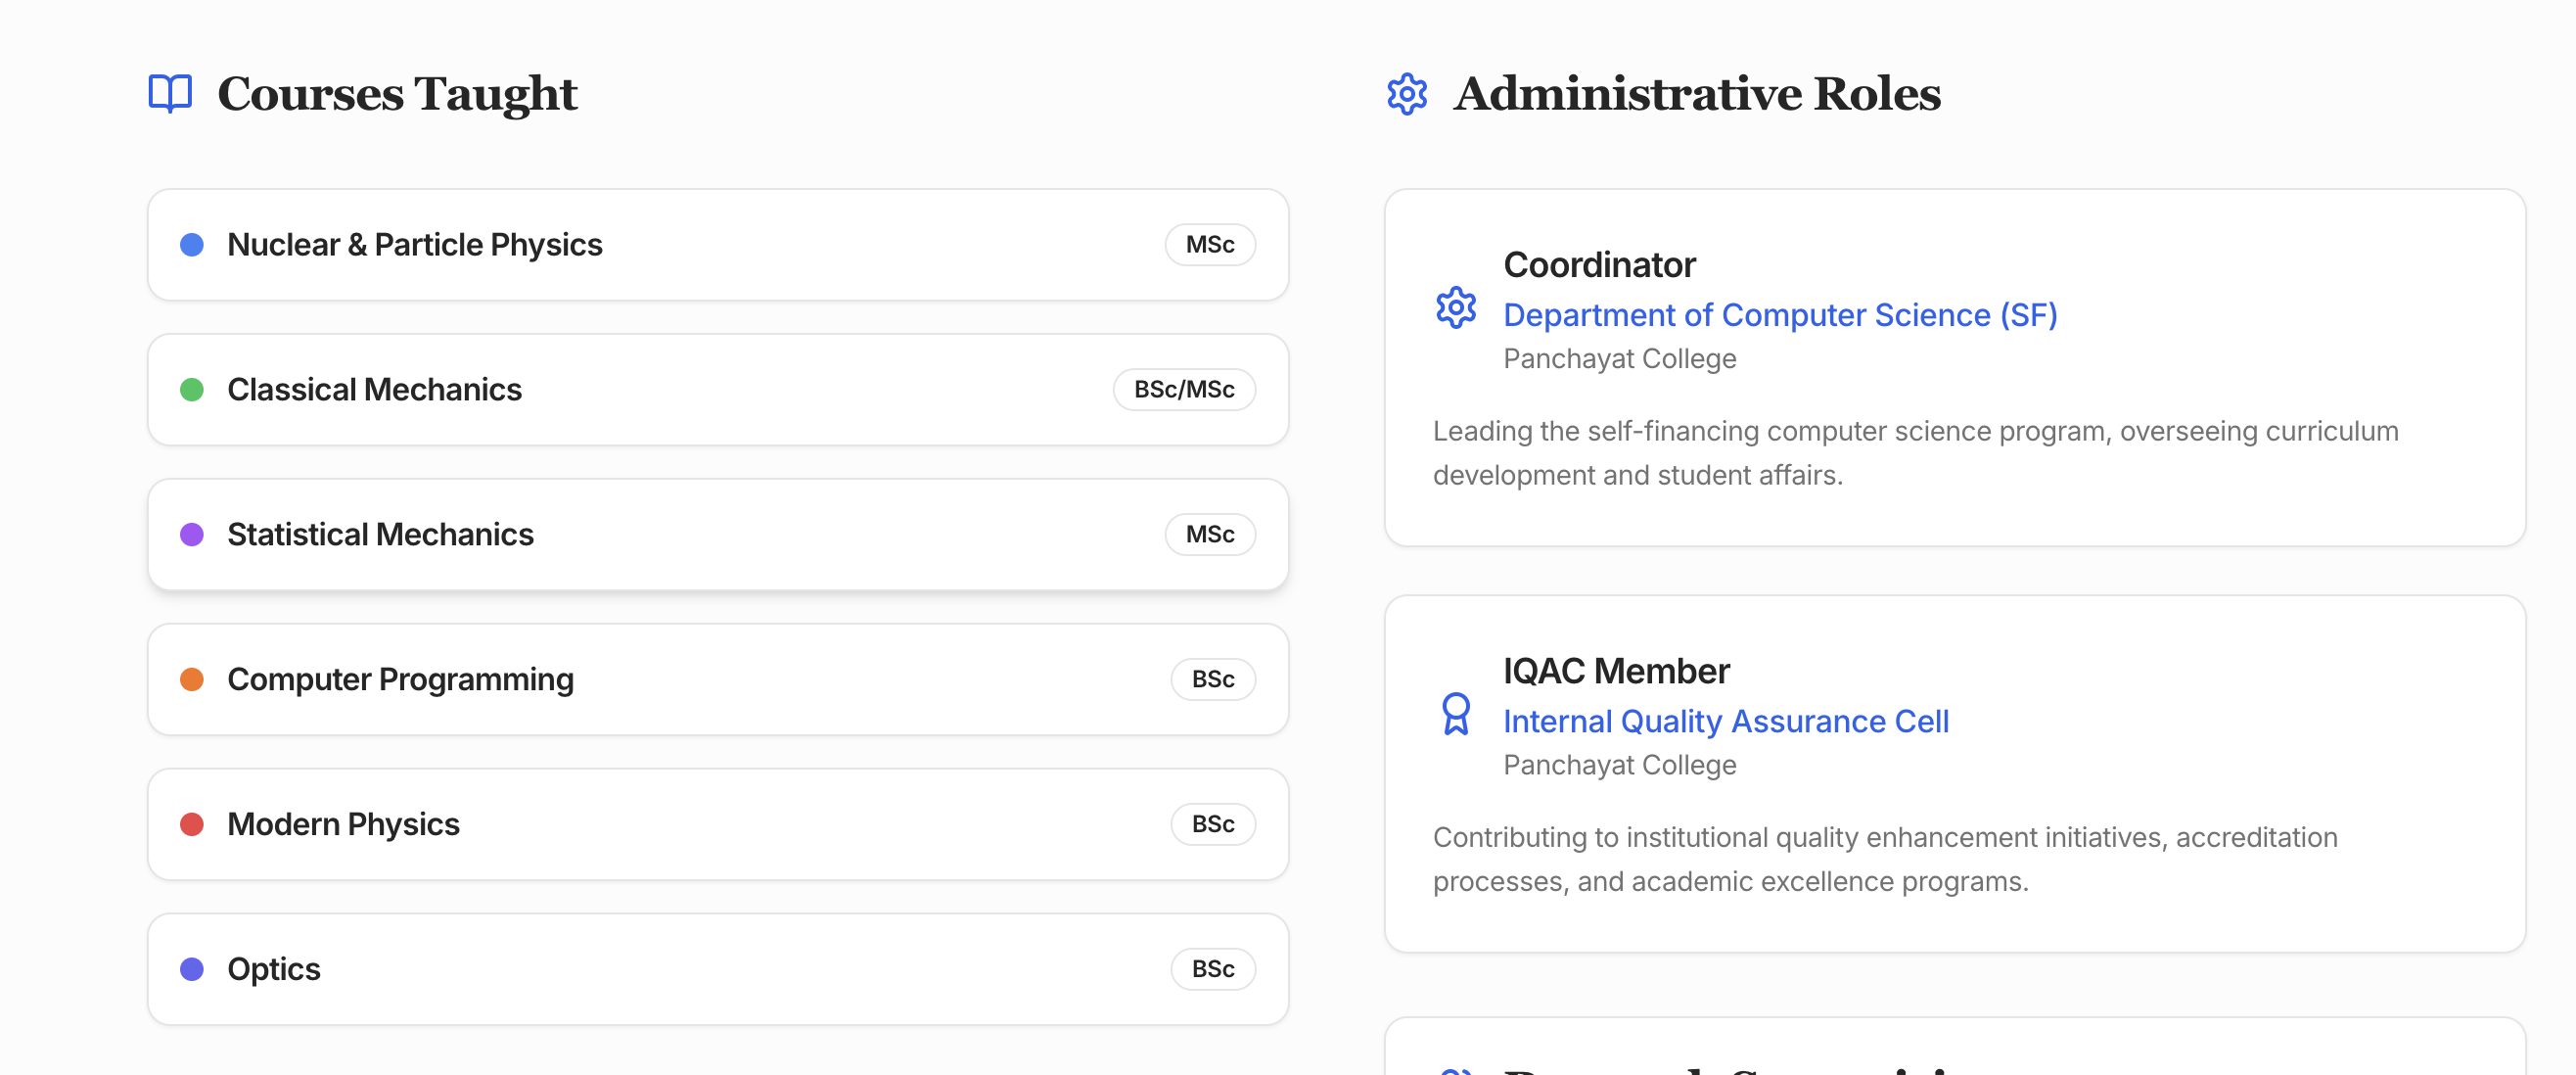 Courses Taught
Nuclear & Particle Physics
MSc
Classical Mechanics
BSc/MSc
Statistical Mechanics
MSc
Computer Programming
BSc
Modern Physics
BSc
Optics
BSc
Administrative Roles
Coordinator
Department of Computer Science (SF)
Panchayat College
Leading the self-financing computer science program, overseeing curriculum
development and student affairs.
IQAC Member
Internal Quality Assurance Cell
Panchayat College
Contributing to institutional quality enhancement initiatives, accreditation
processes, and academic excellence programs.